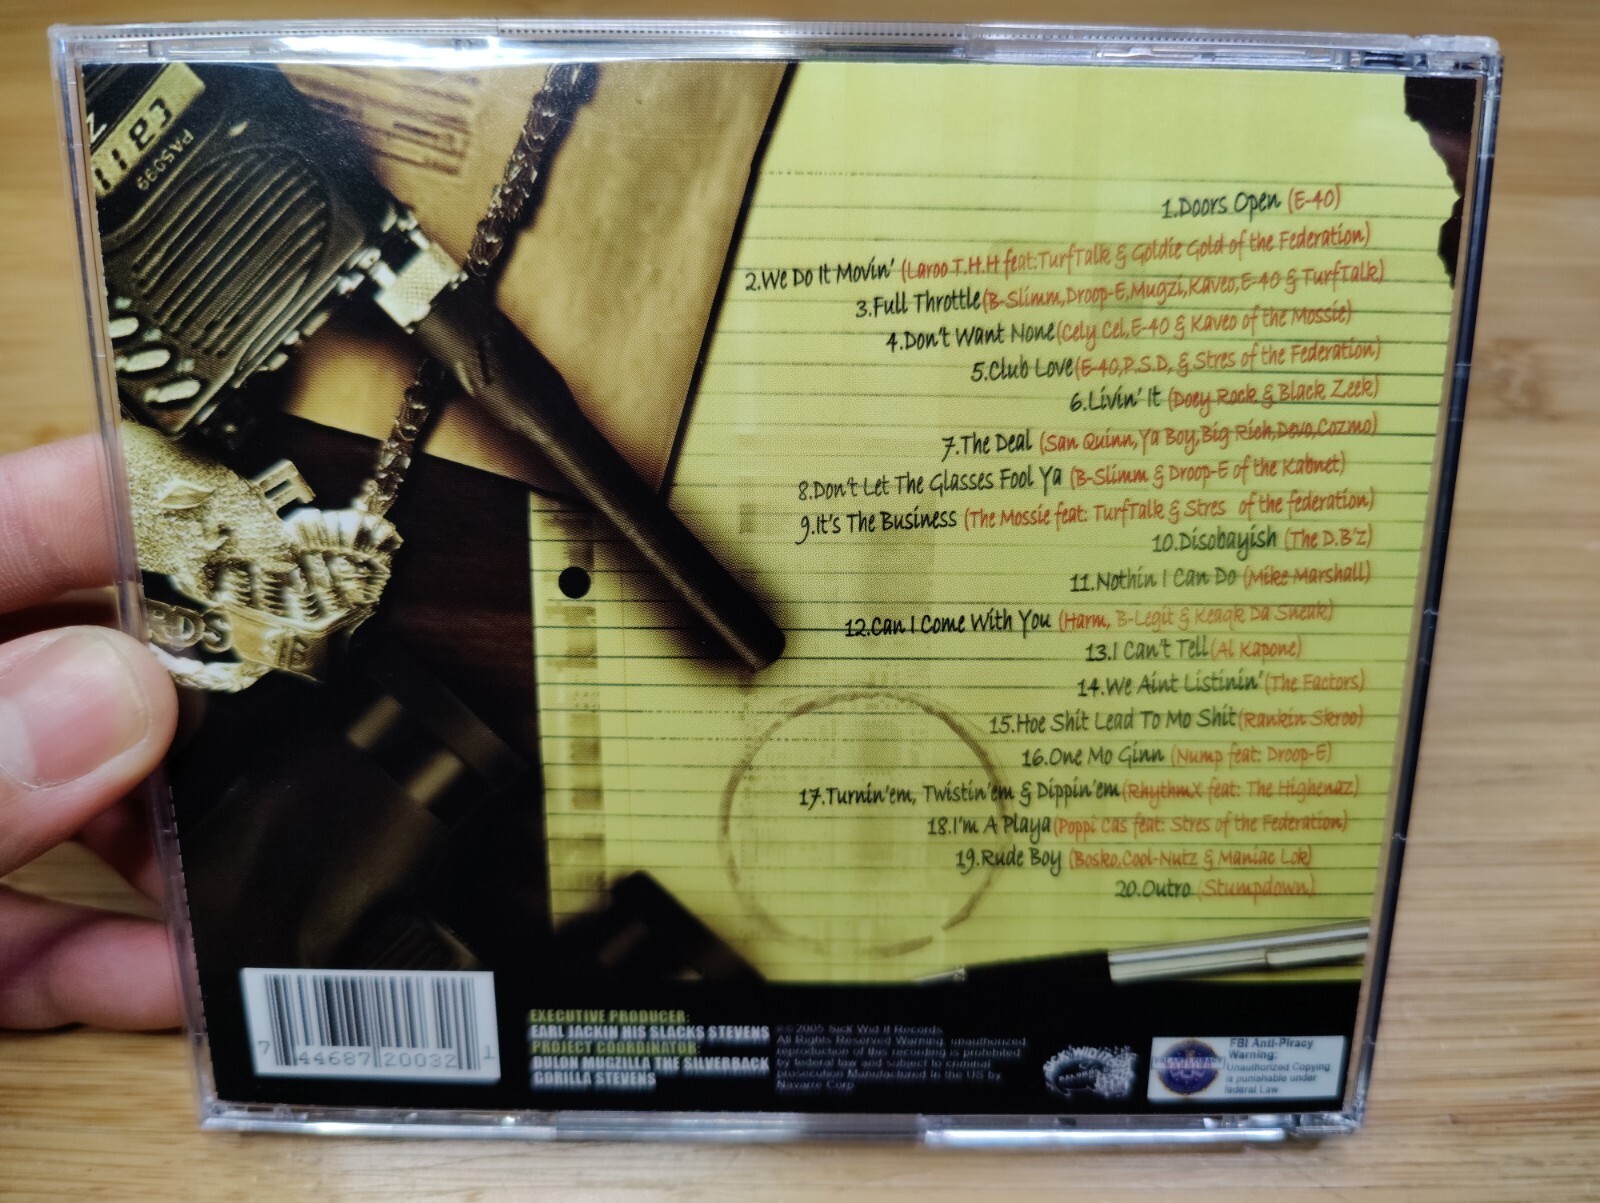 1123
PAS099
RDS
1.Doors Open (E-40)
2.We Do It Movin' (Laroo T.H.H feat:TurfTalk & Goldie Gold of the Federation)
3.Full Throttle(B-Slimm,Droop-E,Mugzi,Kaveo,E-40 & TurfTalk)
4.Don't Want None(Cely Cel,E-40 & Kaveo of the Mossie)
5.Club Love(E-40,P.S.D, & Stres of the Federation)
6.Livin' It (Doey Rock & Black Zeek)
7.The Deal (San Quinn,Ya Boy,Big Rich,Devo,Cozmo)
8.Don't Let The Glasses Fool Ya (B-Slimm & Droop-E of the Kabnet)
9.It's The Business (The Mossie feat: TurfTalk & Stres of the federation)
10.Disobayish (The D.B'z)
11.Nothin I Can Do (Mike Marshall)
12.Can I Come With You (Harm, B-Legit & Keaqk Da Sneak)
13.I Can't Tell(Al Kapone)
14.We Aint Listinin'(The Factors)
15.Hoe Shit Lead To Mo Shit(Rankin Skroo)
16.One Mo Ginn (Nump feat: Droop-E)
17.Turnin'em, Twistin'em & Dippin'em(RhythmX feat: The Highenaz)
18.I'm A Playa(Poppi Cas feat: Stres of the Federation)
19.Rude Boy (Bosko,Cool-Nutz & Maniac Lok)
20.Outro (Stumpdown)
7 44687 20032 1
EXECUTIVE PRODUCER:
EARL JACKIN HIS SLACKS STEVENS
PROJECT COORDINATOR:
DULON MUGZILLA THE SILVERBACK
GORILLA STEVENS
℗© 2005 Sick Wid It Records
All Rights Reserved Warning, unauthorized
reproduction of this recording is prohibited
by federal law and subject to criminal
prosecution Manufactured in the US by
Navarre Corp
FBI Anti-Piracy
Warning:
Unauthorized Copying
is punishable under
federal Law